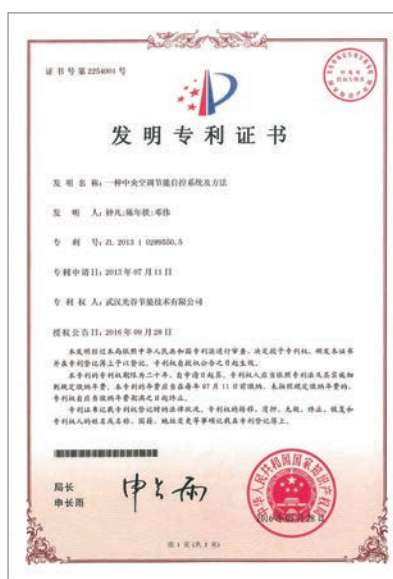 证书号第2254001号
发明专利证书
发明名称：一种中央空调节能自控系统及方法
发明人：钟凡;陈年铁;邓伟
专利号：ZL 2013 1 0289550.5
专利申请日：2013年07月11日
专利权人：武汉光谷节能技术有限公司
授权公告日：2016年09月28日
本发明经过本局依照中华人民共和国专利法进行审查，决定授予专利权，颁发本证书
并在专利登记簿上予以登记。专利权自授权公告之日起生效。
本专利的专利权期限为二十年，自申请日起算。专利权人应当依照专利法及其实施细
则规定缴纳年费。本专利的年费应当在每年07月11日前缴纳。未按照规定缴纳年费的，
专利权自应当缴纳年费期满之日起终止。
专利证书记载专利权登记时的法律状况。专利权的转移、质押、无效、终止、恢复和
专利权人的姓名或名称、国籍、地址变更等事项记载在专利登记簿上。
局长
申长雨
申长雨
中华人民共和国国家知识产权局
2016年09月28日
第1页(共1页)